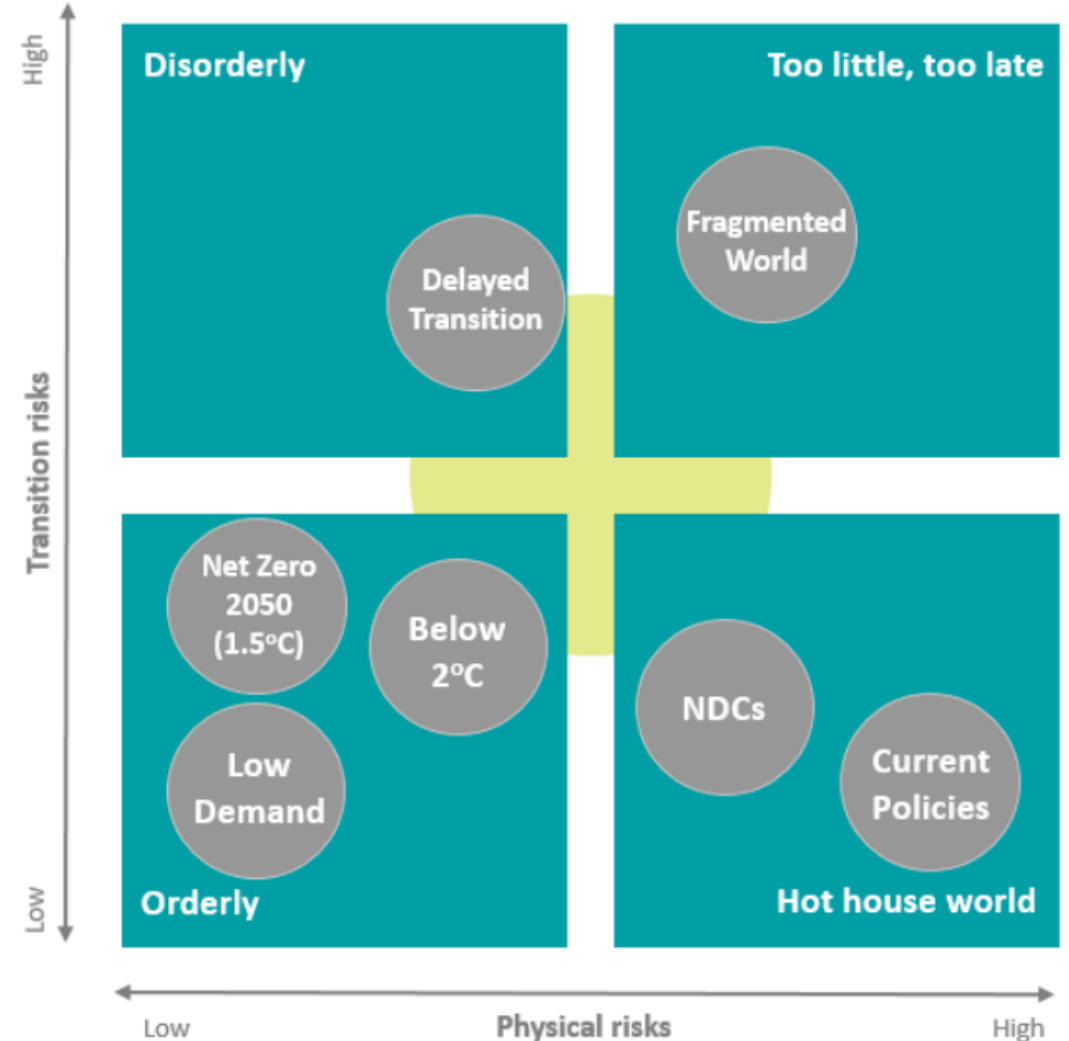 High
Disorderly
Too little, too late
Fragmented
World
Delayed
Transition
Transition risks
Net Zero
2050
(1.5°C)
Below
2°C
NDCs
Low
Demand
Current
Policies
Orderly
Hot house world
Low
Low
Physical risks
High